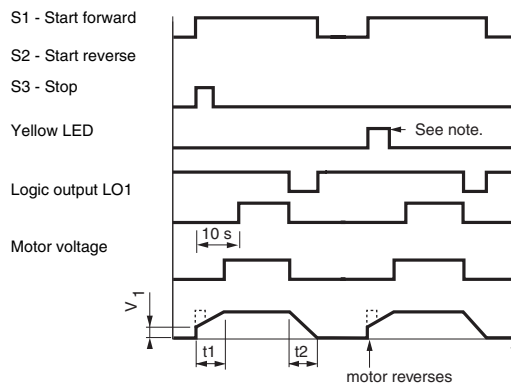 S1 - Start forward
S2 - Start reverse
S3 - Stop
Yellow LED
See note.
Logic output LO1
10 s
Motor voltage
V1
t1
t2
motor reverses